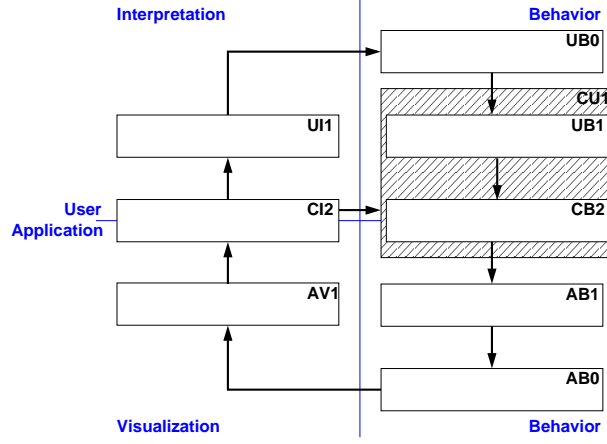 Interpretation
Behavior
UB0
CU1
UI1
UB1
User
Application
CI2
CB2
AV1
AB1
AB0
Visualization
Behavior